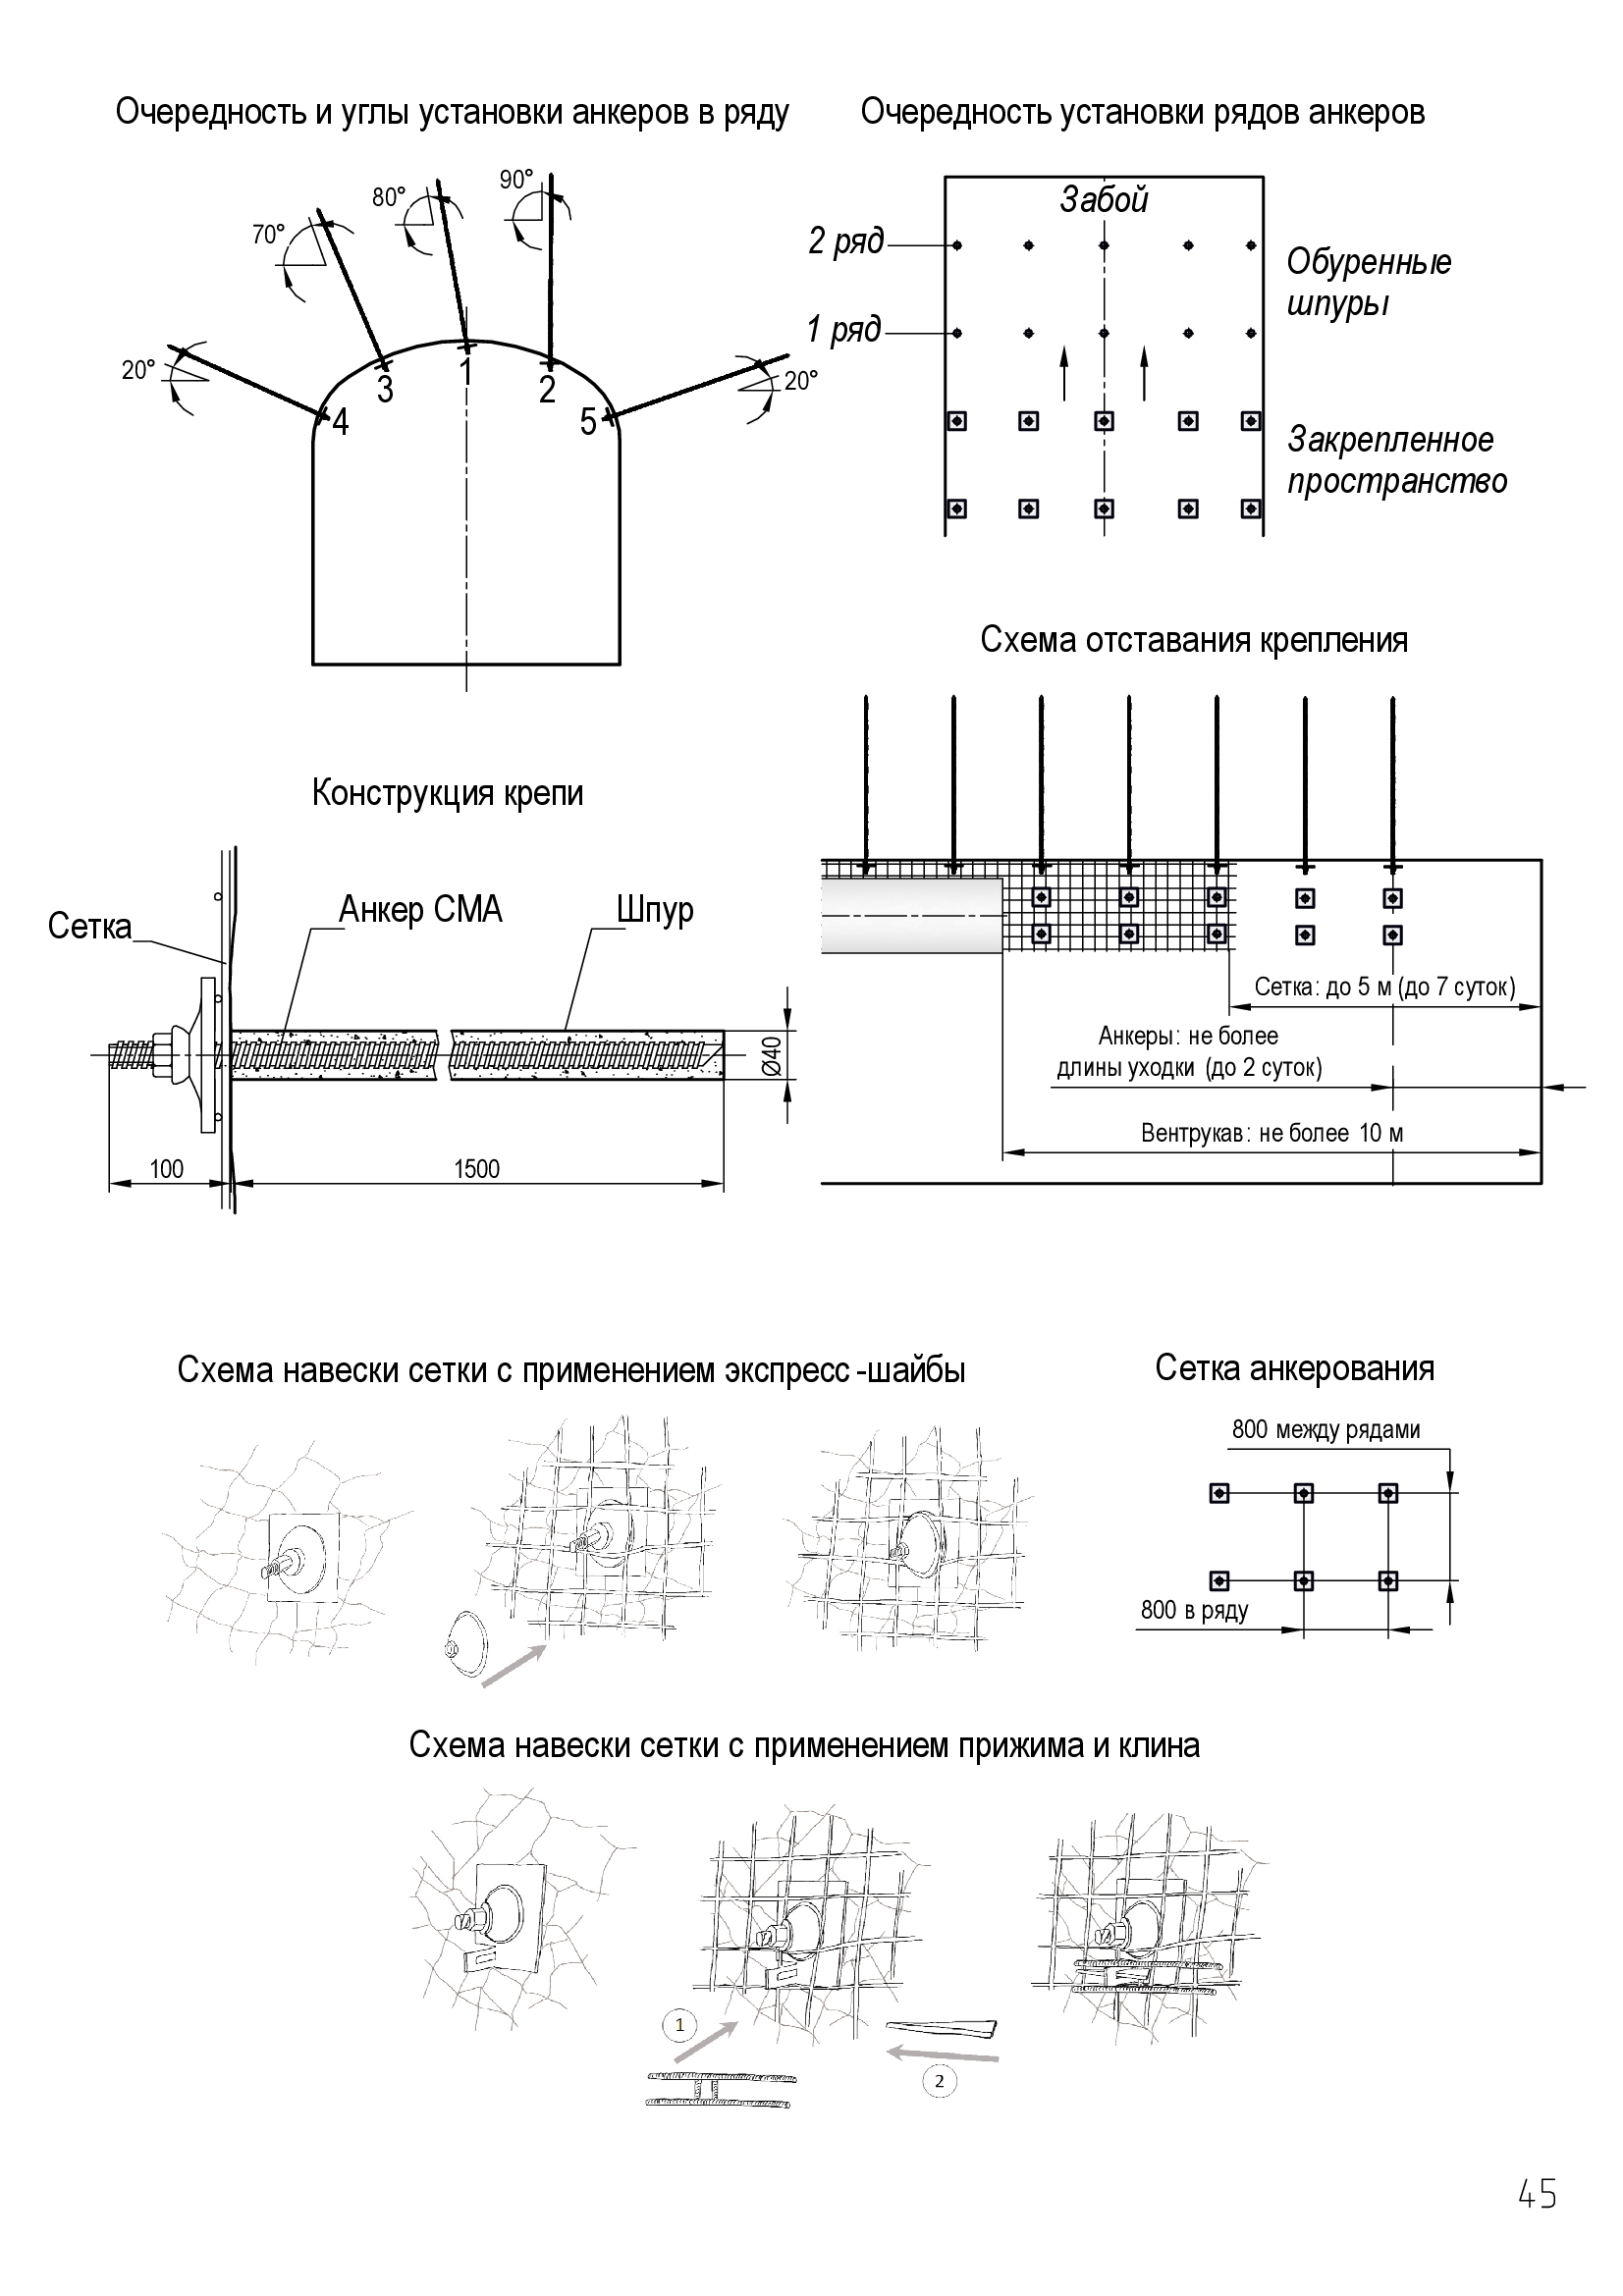 Очередность и углы установки анкеров в ряду
90°
80°
70°
20°
20°
1
2
3
4
5
Очередность установки рядов анкеров
Забой
2 ряд
Обуренные
шпуры
1 ряд
Закрепленное
пространство
Схема отставания крепления
Сетка: до 5 м (до 7 суток)
Анкеры: не более
длины уходки (до 2 суток)
Вентрукав: не более 10 м
Конструкция крепи
Сетка
Анкер СМА
Шпур
Ø40
100
1500
Схема навески сетки с применением экспресс-шайбы
Сетка анкерования
800 между рядами
800 в ряду
Схема навески сетки с применением прижима и клина
1
2
45